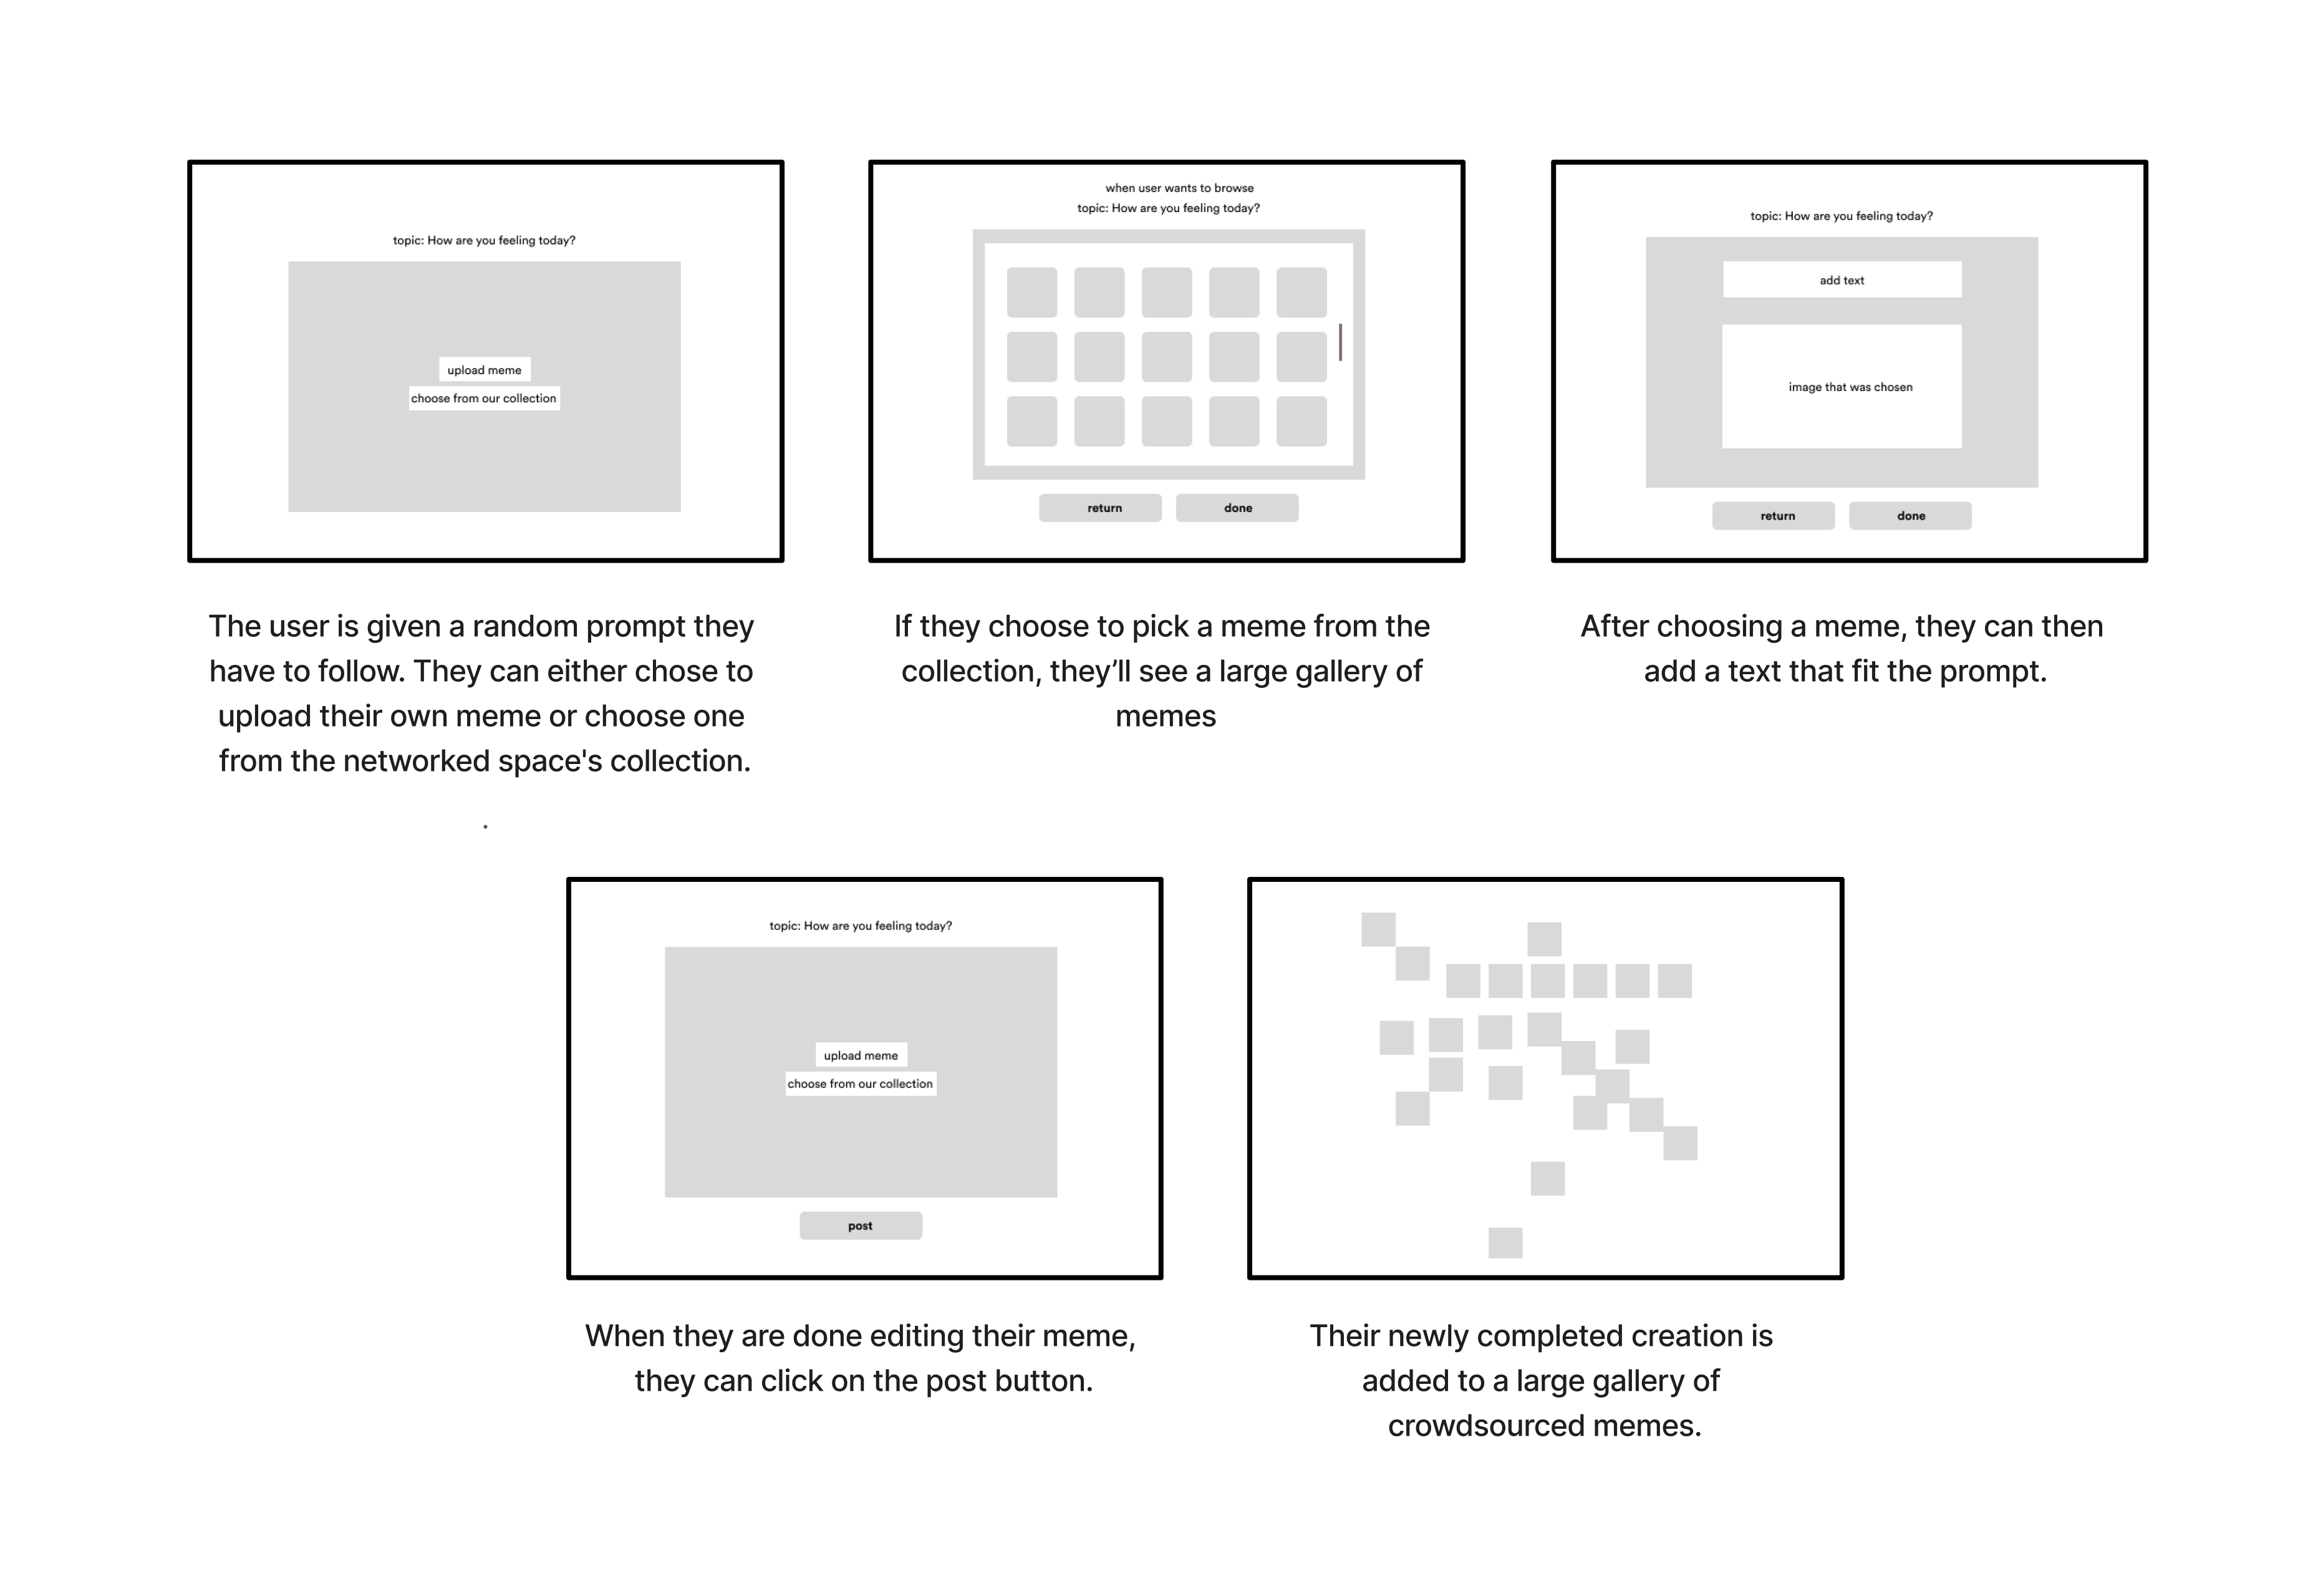 topic: How are you feeling today?
upload meme
choose from our collection
The user is given a random prompt they
have to follow. They can either chose to
upload their own meme or choose one
from the networked space's collection.
.
when user wants to browse
topic: How are you feeling today?
return
done
If they choose to pick a meme from the
collection, they’ll see a large gallery of
memes
topic: How are you feeling today?
add text
image that was chosen
return
done
After choosing a meme, they can then
add a text that fit the prompt.
topic: How are you feeling today?
upload meme
choose from our collection
post
When they are done editing their meme,
they can click on the post button.
Their newly completed creation is
added to a large gallery of
crowdsourced memes.